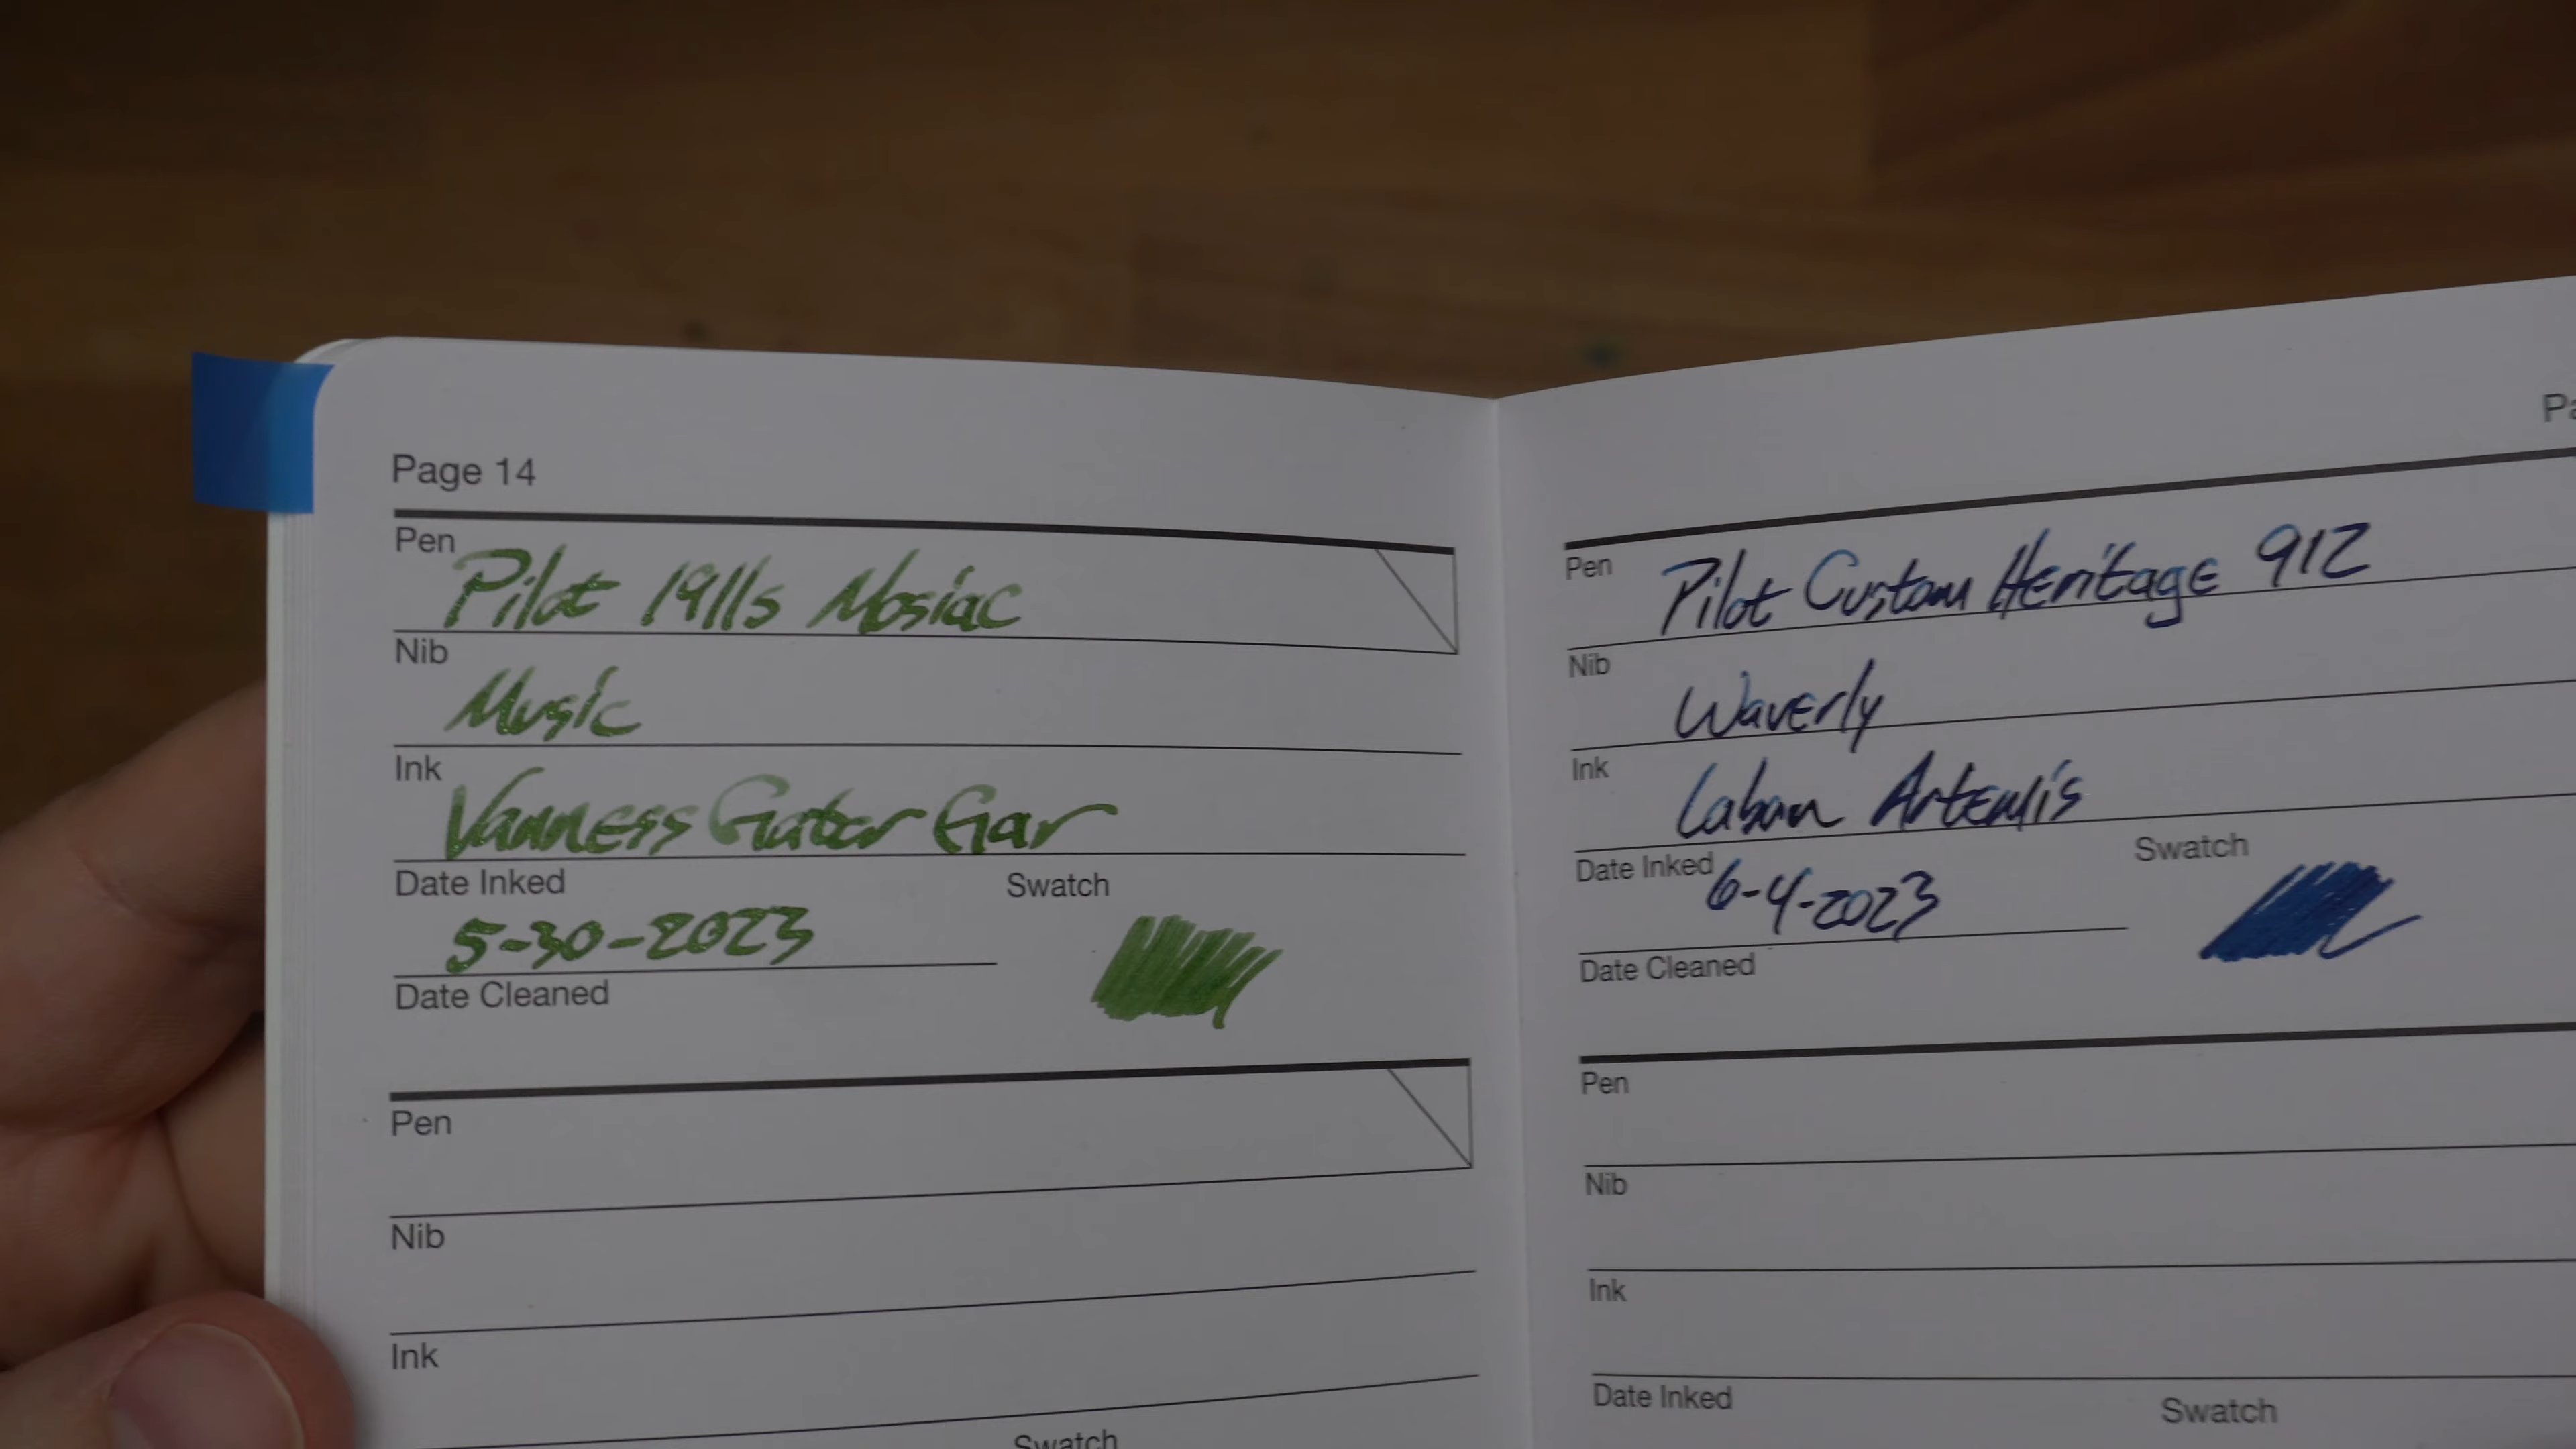 Page 14
Pen Pilot 1911s Mosiac
Nib Music
Ink Vanness Gator Gar
Date Inked 5-30-2023
Swatch
Date Cleaned
Pen
Nib
Ink
Swatch
Pen Pilot Custom Heritage 912
Nib Waverly
Ink Laban Artemis
Date Inked 6-4-2023
Swatch
Date Cleaned
Pen
Nib
Ink
Date Inked
Swatch